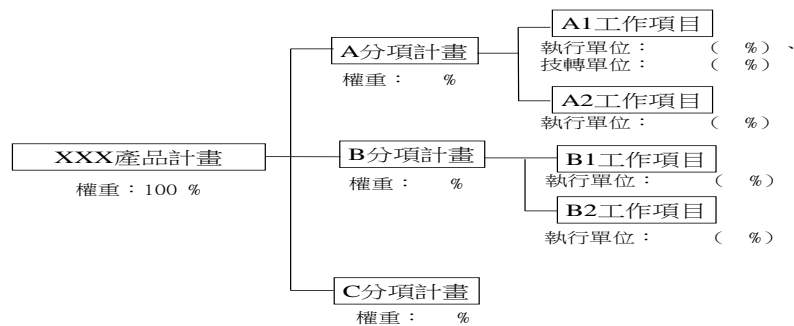 A1工作項目
執行單位：　　　（　%）、
技轉單位：　　　（　%）
A分項計畫
權重：　%
A2工作項目
執行單位：　　　（　%）
XXX產品計畫
權重：100 %
B分項計畫
權重：　%
B1工作項目
執行單位：　　　（　%）
B2工作項目
執行單位：　　　（　%）
C分項計畫
權重：　%